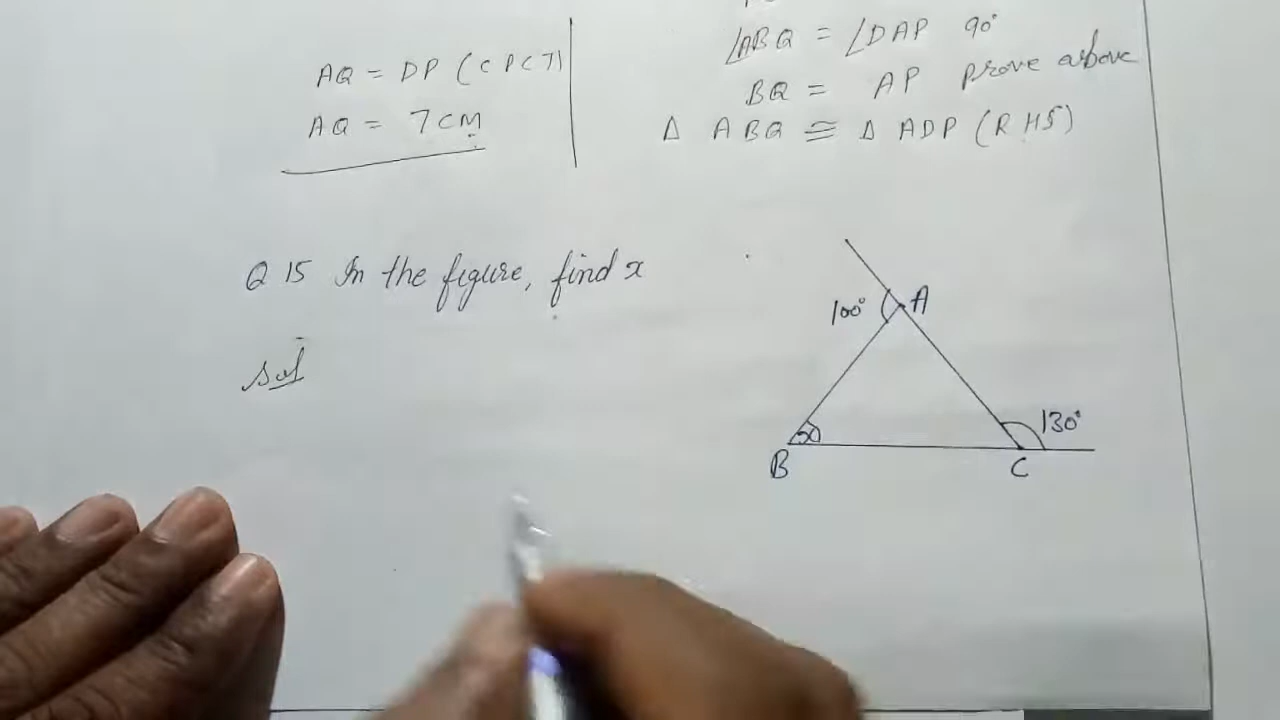 AQ = DP (CPCT)
AQ = 7CM
∠ABQ = ∠DAP 90°
BQ = AP prove above
Δ ABQ ≅ Δ ADP (RHS)
Q 15 In the figure, find x
Sol
100°
A
x
130°
B
C